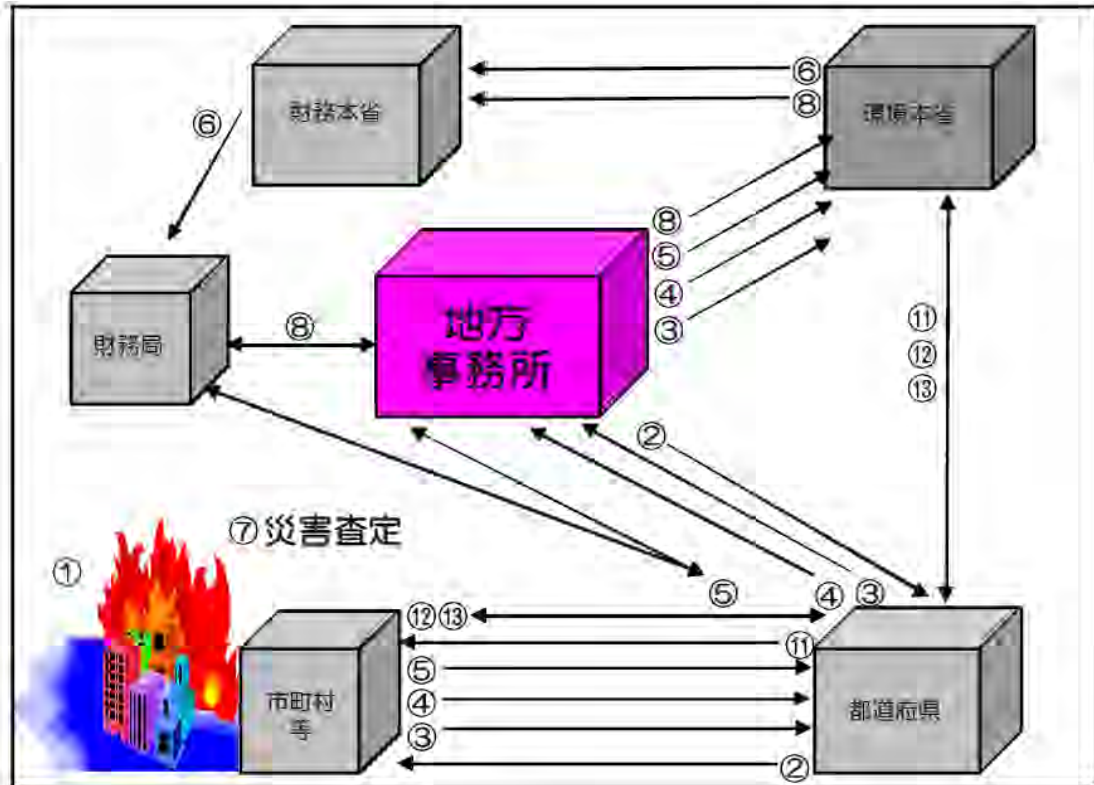 財務本省
⑥
⑧
環境本省
⑥
⑧
⑤
④
③
財務局
⑧
地方
事務所
⑪
⑫
⑬
②
⑦災害査定
①
⑤
④
③
⑫⑬
⑪
⑤
④
③
②
市町村
等
都道府県